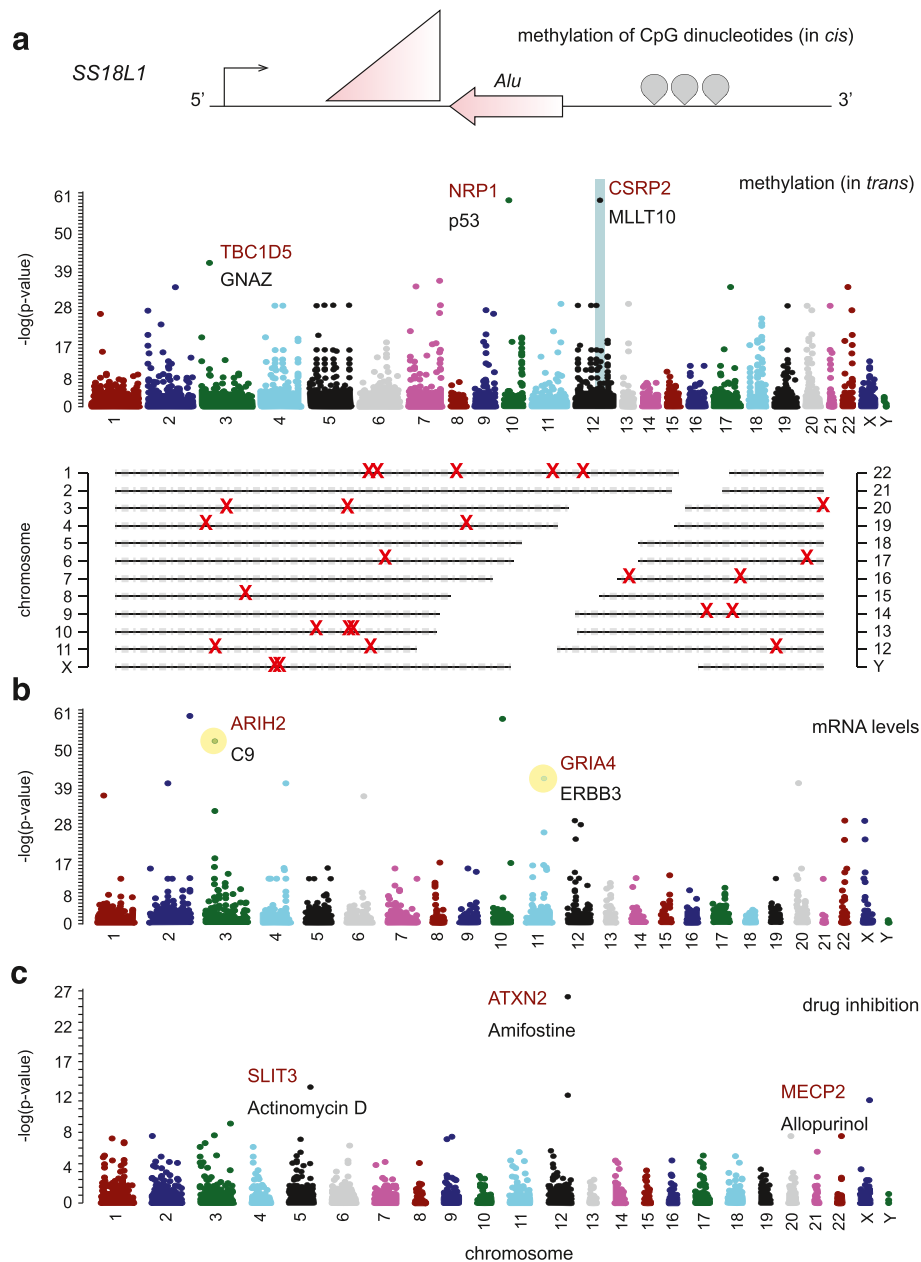 a
methylation of CpG dinucleotides (in cis)
SS18L1
Alu
5' 3'
methylation (in trans)
-log(p-value)
61
50
39
28
17
8
0
NRP1
p53
CSRP2
MLLT10
TBC1D5
GNAZ
1 2 3 4 5 6 7 8 9 10 11 12 13 14 15 16 17 18 19 20 21 22 X Y
chromosome
1 22
2 21
3 20
4 19
5 18
6 17
7 16
8 15
9 14
10 13
11 12
X Y
b
mRNA levels
-log(p-value)
61
50
39
28
17
8
0
ARIH2
C9
GRIA4
ERBB3
1 2 3 4 5 6 7 8 9 10 11 12 13 14 15 16 17 18 19 20 21 22 X Y
c
drug inhibition
-log(p-value)
27
22
17
12
8
4
0
ATXN2
Amifostine
SLIT3
Actinomycin D
MECP2
Allopurinol
1 2 3 4 5 6 7 8 9 10 11 12 13 14 15 16 17 18 19 20 21 22 X Y
chromosome